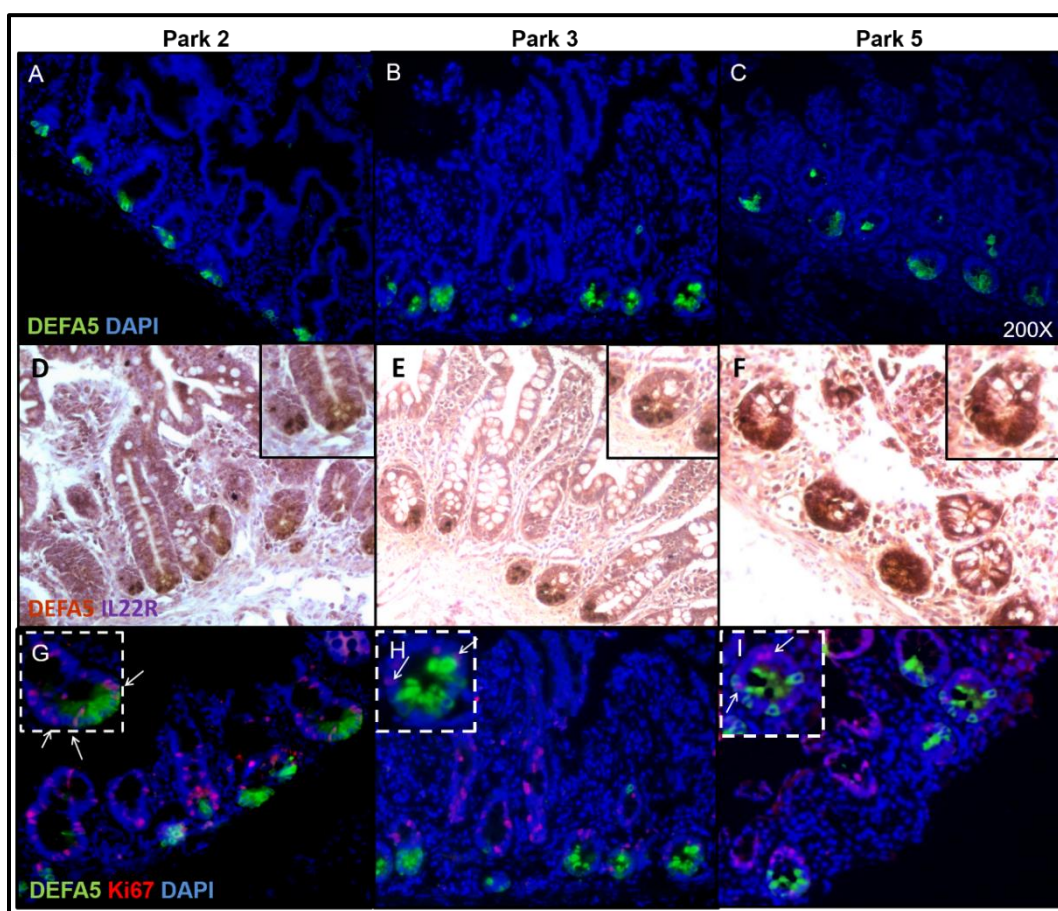 Park 2 Park 3 Park 5
A B C
DEFA5 DAPI 200X
D E F
DEFA5 IL22R
G H I
DEFA5 Ki67 DAPI